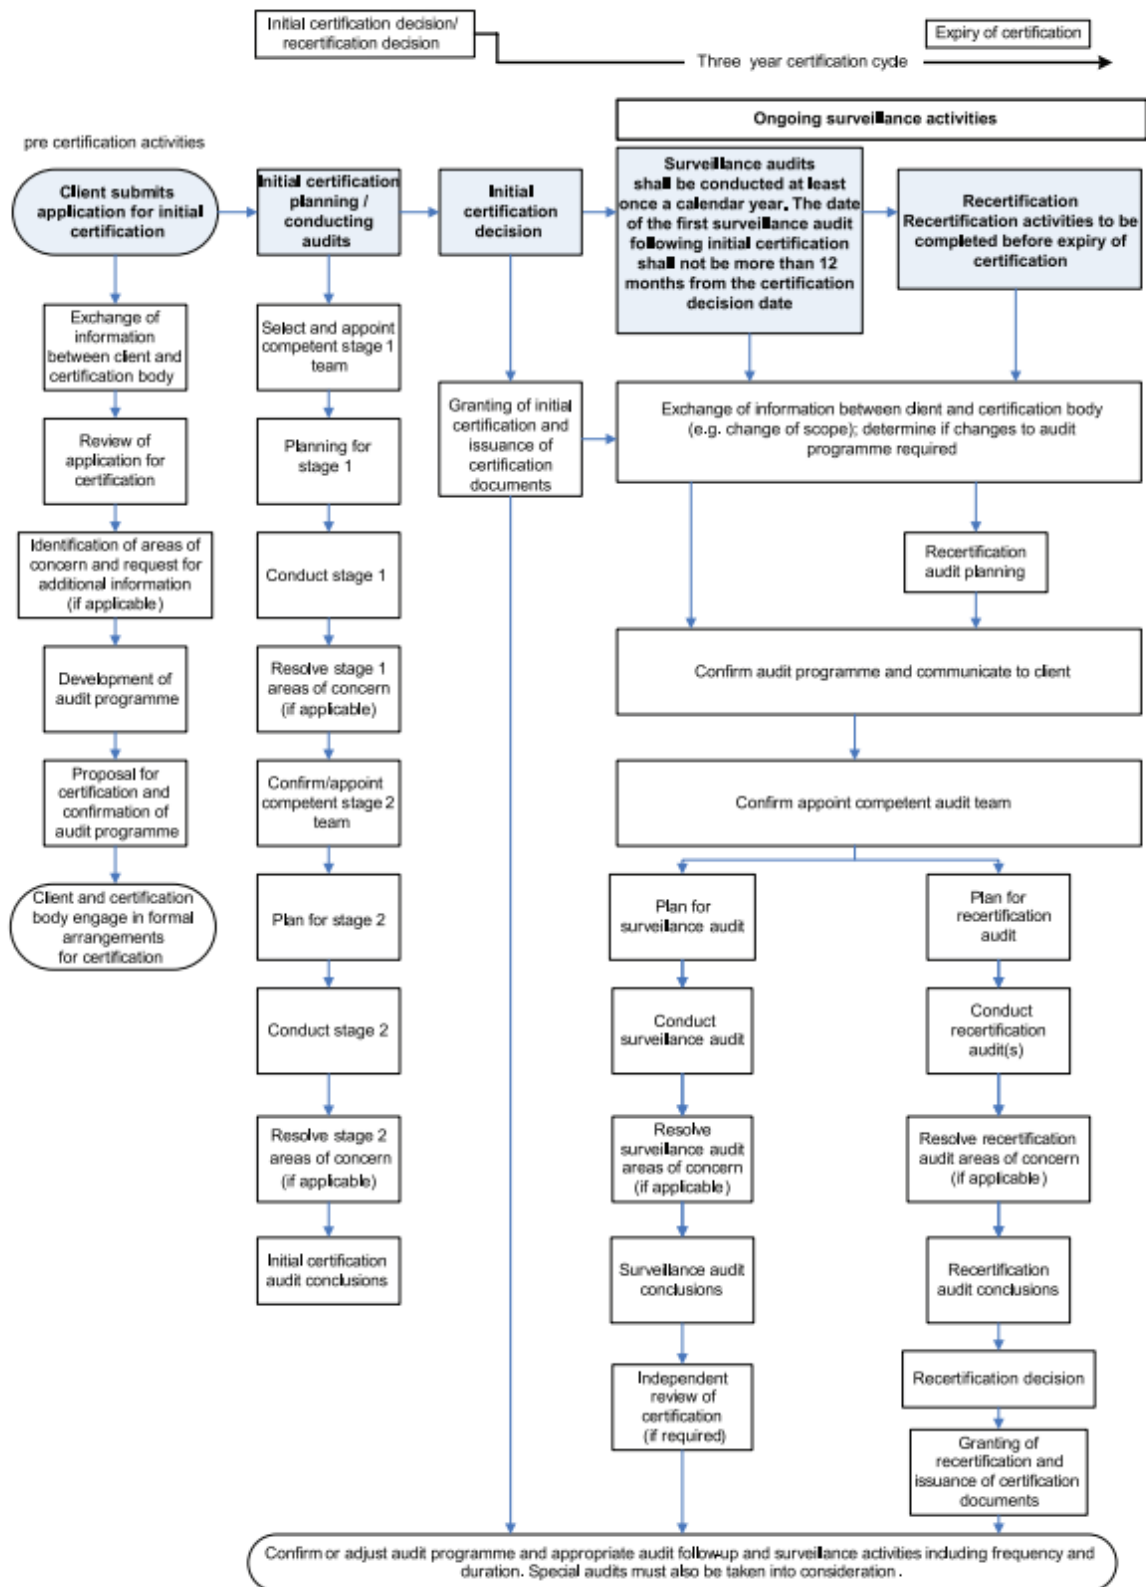 Initial certification decision/
recertification decision
Expiry of certification
Three year certification cycle
Ongoing surveillance activities
pre certification activities
Client submits
application for initial
certification
Initial certification
planning /
conducting
audits
Initial
certification
decision
Surveillance audits
shall be conducted at least
once a calendar year. The date
of the first surveillance audit
following initial certification
shall not be more than 12
months from the certification
decision date
Recertification
Recertification activities to be
completed before expiry of
certification
Exchange of
information
between client and
certification body
Review of
application for
certification
Identification of areas of
concern and request for
additional information
(if applicable)
Development of
audit programme
Proposal for
certification and
confirmation of
audit programme
Client and certification
body engage in formal
arrangements
for certification
Select and appoint
competent stage 1
team
Planning for
stage 1
Conduct stage 1
Resolve stage 1
areas of concern
(if applicable)
Confirm/appoint
competent stage 2
team
Plan for stage 2
Conduct stage 2
Resolve stage 2
areas of concern
(if applicable)
Initial certification
audit conclusions
Granting of initial
certification and
issuance of
certification
documents
Exchange of information between client and certification body
(e.g. change of scope); determine if changes to audit
programme required
Recertification
audit planning
Confirm audit programme and communicate to client
Confirm appoint competent audit team
Plan for
surveillance audit
Conduct
surveillance audit
Resolve
surveillance audit
areas of concern
(if applicable)
Surveillance audit
conclusions
Independent
review of
certification
(if required)
Plan for
recertification
audit
Conduct
recertification
audit(s)
Resolve recertification
audit areas of concern
(if applicable)
Recertification
audit conclusions
Recertification decision
Granting of
recertification and
issuance of certification
documents
Confirm or adjust audit programme and appropriate audit follow-up and surveillance activities including frequency and
duration. Special audits must also be taken into consideration.